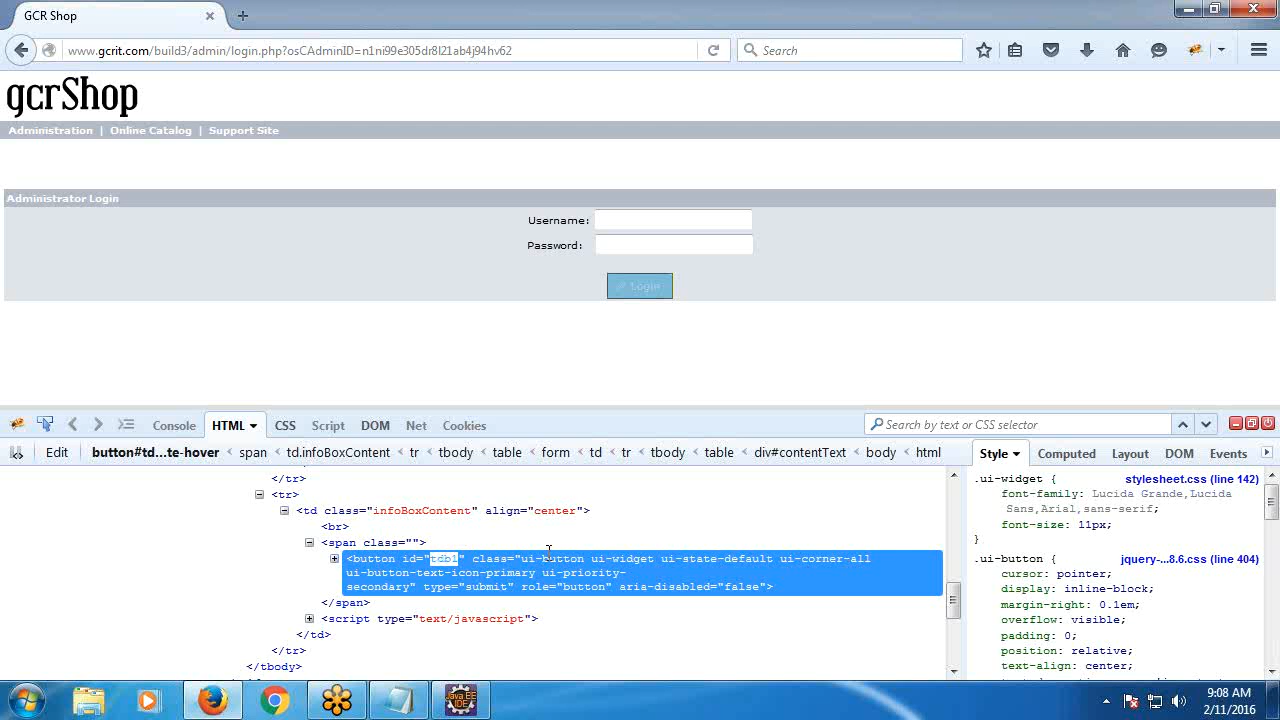 GCR Shop
www.gcrit.com/build3/admin/login.php?osCAdminID=n1ni99e305dr8l21ab4j94hv62
Search
gcrShop
Administration | Online Catalog | Support Site
Administrator Login
Username:
Password:
Login
Console HTML CSS Script DOM Net Cookies
Search by text or CSS selector
Edit button#td...te-hover < span < td.infoBoxContent < tr < tbody < table < form < td < tr < tbody < table < div#contentText < body < html
Style Computed Layout DOM Events
</tr>
<tr>
<td class="infoBoxContent" align="center">
<br>
<span class="">
<button id="tdb1" class="ui-button ui-widget ui-state-default ui-corner-all
ui-button-text-icon-primary ui-priority-
secondary" type="submit" role="button" aria-disabled="false">
</span>
<script type="text/javascript">
</td>
</tr>
</tbody>
.ui-widget { stylesheet.css (line 142)
font-family: Lucida Grande,Lucida
Sans,Arial,sans-serif;
font-size: 11px;
}
.ui-button { jquery-...8.6.css (line 404)
cursor: pointer;
display: inline-block;
margin-right: 0.1em;
overflow: visible;
padding: 0;
position: relative;
text-align: center;
Java EE
IDE
9:08 AM
2/11/2016